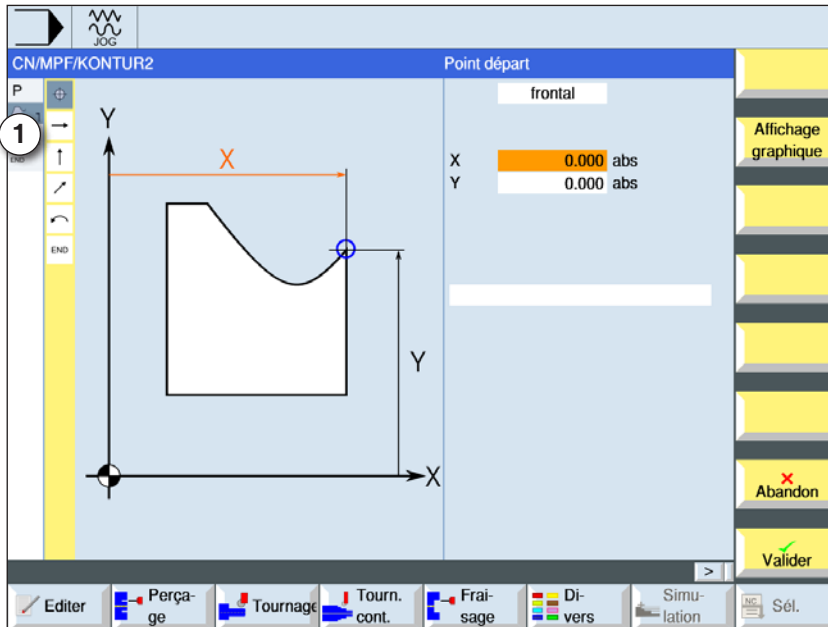 JOG
CN/MPF/KONTUR2
Point départ
P
1
END
END
Y
X
Y
X
frontal
X 0.000 abs
Y 0.000 abs
Affichage
graphique
Abandon
Valider
>
Editer
Perça-
ge
Tournage
Tourn.
cont.
Frai-
sage
Di-
vers
Simu-
lation
NC
Sél.